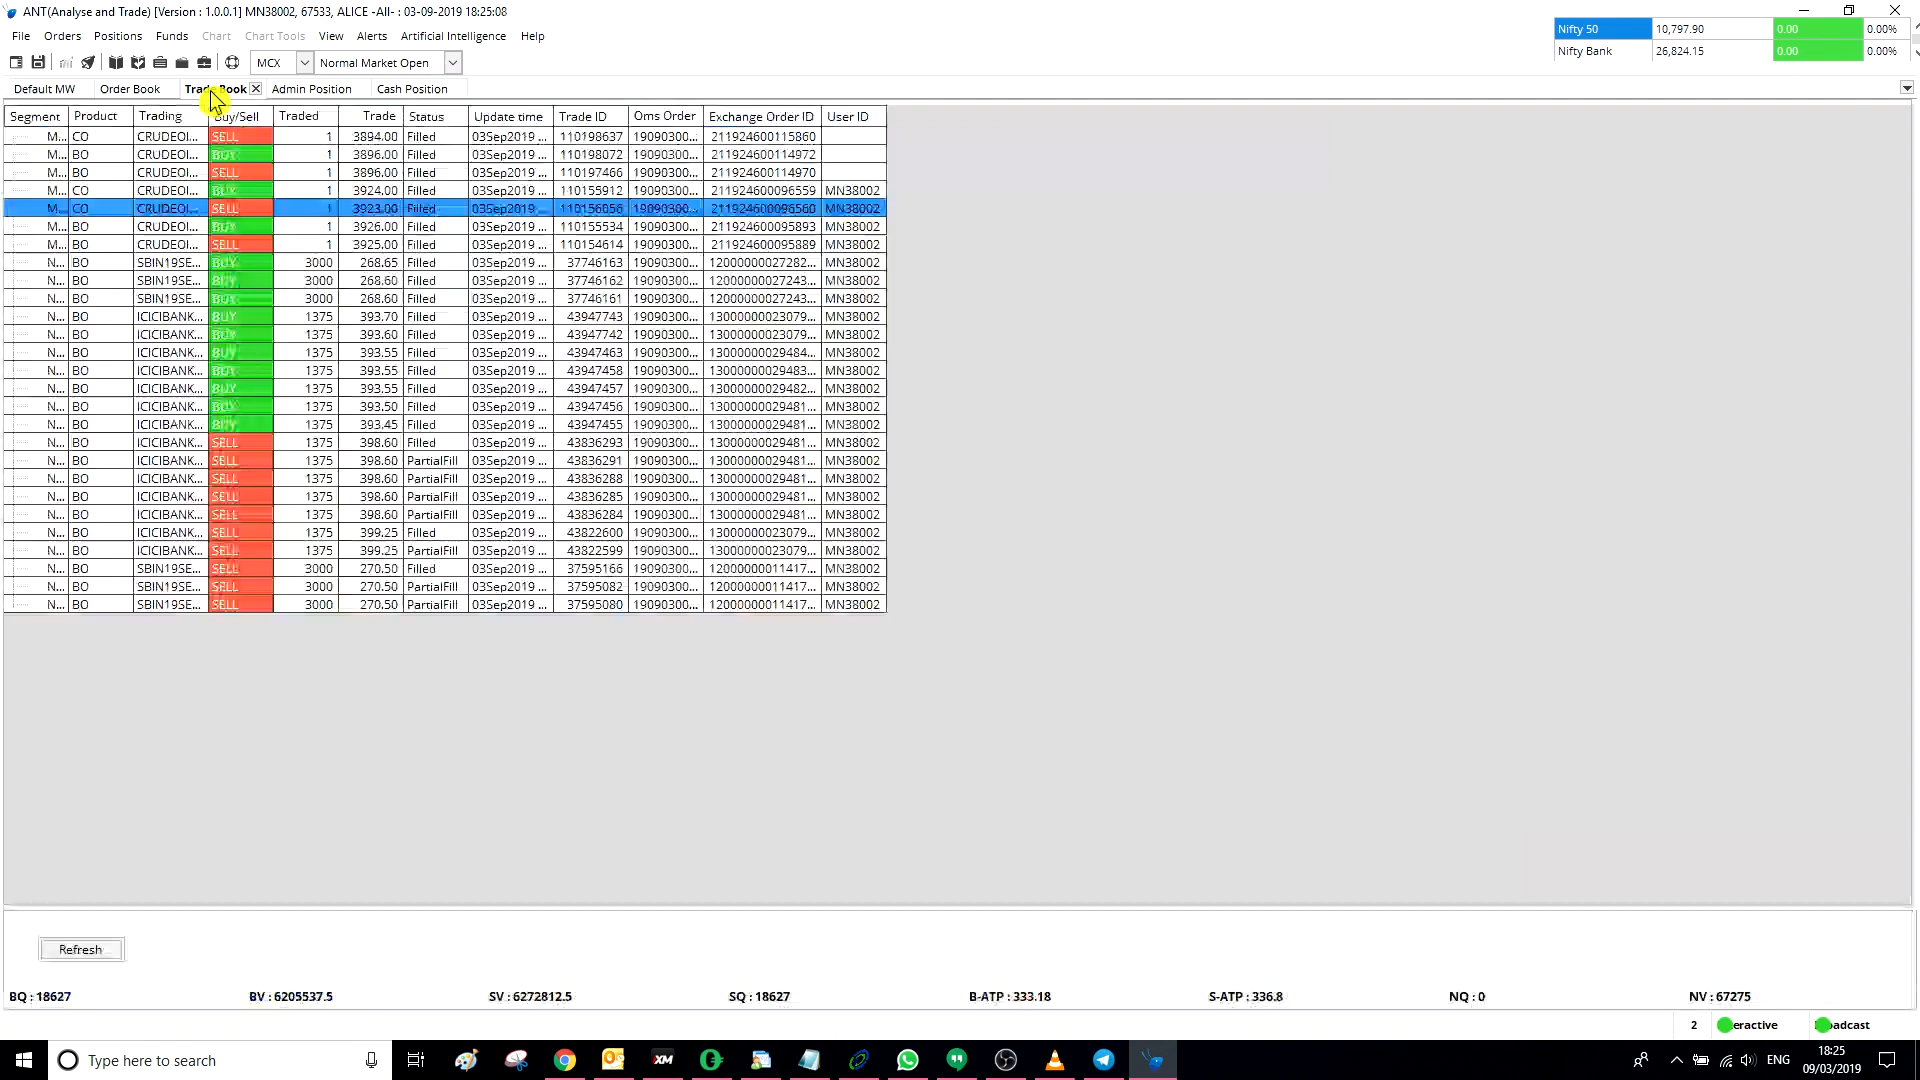 ANT(Analyse and Trade) [Version : 1.0.0.1] MN38002, 67533, ALICE -All- : 03-09-2019 18:25:08
File Orders Positions Funds Chart Chart Tools View Alerts Artificial Intelligence Help
Nifty 50 10,797.90 0.00 0.00%
Nifty Bank 26,824.15 0.00 0.00%
MCX Normal Market Open
Default MW Order Book Trade Book Admin Position Cash Position
Segment Product Trading Buy/Sell Traded Trade Status Update time Trade ID Oms Order Exchange Order ID User ID
M... CO CRUDEOI... SELL 1 3894.00 Filled 03Sep2019 ... 110198637 19090300... 211924600115860
M... BO CRUDEOI... BUY 1 3896.00 Filled 03Sep2019 ... 110198072 19090300... 211924600114972
M... BO CRUDEOI... SELL 1 3896.00 Filled 03Sep2019 ... 110197466 19090300... 211924600114970
M... CO CRUDEOI... BUY 1 3924.00 Filled 03Sep2019 ... 110155912 19090300... 211924600096559 MN38002
M... CO CRUDEOI... SELL 1 3923.00 Filled 03Sep2019 ... 110156056 19090300... 211924600096560 MN38002
M... BO CRUDEOI... BUY 1 3926.00 Filled 03Sep2019 ... 110155534 19090300... 211924600095893 MN38002
M... BO CRUDEOI... SELL 1 3925.00 Filled 03Sep2019 ... 110154614 19090300... 211924600095889 MN38002
N... BO SBIN19SE... BUY 3000 268.65 Filled 03Sep2019 ... 37746163 19090300... 12000000027282... MN38002
N... BO SBIN19SE... BUY 3000 268.60 Filled 03Sep2019 ... 37746162 19090300... 12000000027243... MN38002
N... BO SBIN19SE... BUY 3000 268.60 Filled 03Sep2019 ... 37746161 19090300... 12000000027243... MN38002
N... BO ICICIBANK... BUY 1375 393.70 Filled 03Sep2019 ... 43947743 19090300... 13000000023079... MN38002
N... BO ICICIBANK... BUY 1375 393.60 Filled 03Sep2019 ... 43947742 19090300... 13000000023079... MN38002
N... BO ICICIBANK... BUY 1375 393.55 Filled 03Sep2019 ... 43947463 19090300... 13000000029484... MN38002
N... BO ICICIBANK... BUY 1375 393.55 Filled 03Sep2019 ... 43947458 19090300... 13000000029483... MN38002
N... BO ICICIBANK... BUY 1375 393.55 Filled 03Sep2019 ... 43947457 19090300... 13000000029482... MN38002
N... BO ICICIBANK... BUY 1375 393.50 Filled 03Sep2019 ... 43947456 19090300... 13000000029481... MN38002
N... BO ICICIBANK... BUY 1375 393.45 Filled 03Sep2019 ... 43947455 19090300... 13000000029481... MN38002
N... BO ICICIBANK... SELL 1375 398.60 Filled 03Sep2019 ... 43836293 19090300... 13000000029481... MN38002
N... BO ICICIBANK... SELL 1375 398.60 PartialFill 03Sep2019 ... 43836291 19090300... 13000000029481... MN38002
N... BO ICICIBANK... SELL 1375 398.60 PartialFill 03Sep2019 ... 43836288 19090300... 13000000029481... MN38002
N... BO ICICIBANK... SELL 1375 398.60 PartialFill 03Sep2019 ... 43836285 19090300... 13000000029481... MN38002
N... BO ICICIBANK... SELL 1375 398.60 PartialFill 03Sep2019 ... 43836284 19090300... 13000000029481... MN38002
N... BO ICICIBANK... SELL 1375 399.25 Filled 03Sep2019 ... 43822600 19090300... 13000000023079... MN38002
N... BO ICICIBANK... SELL 1375 399.25 PartialFill 03Sep2019 ... 43822599 19090300... 13000000023079... MN38002
N... BO SBIN19SE... SELL 3000 270.50 Filled 03Sep2019 ... 37595166 19090300... 12000000011417... MN38002
N... BO SBIN19SE... SELL 3000 270.50 PartialFill 03Sep2019 ... 37595082 19090300... 12000000011417... MN38002
N... BO SBIN19SE... SELL 3000 270.50 PartialFill 03Sep2019 ... 37595080 19090300... 12000000011417... MN38002
Refresh
BQ : 18627 BV : 6205537.5 SV : 6272812.5 SQ : 18627 B-ATP : 333.18 S-ATP : 336.8 NQ : 0 NV : 67275
2 eractive adcast
Type here to search XM ENG 18:25
09/03/2019